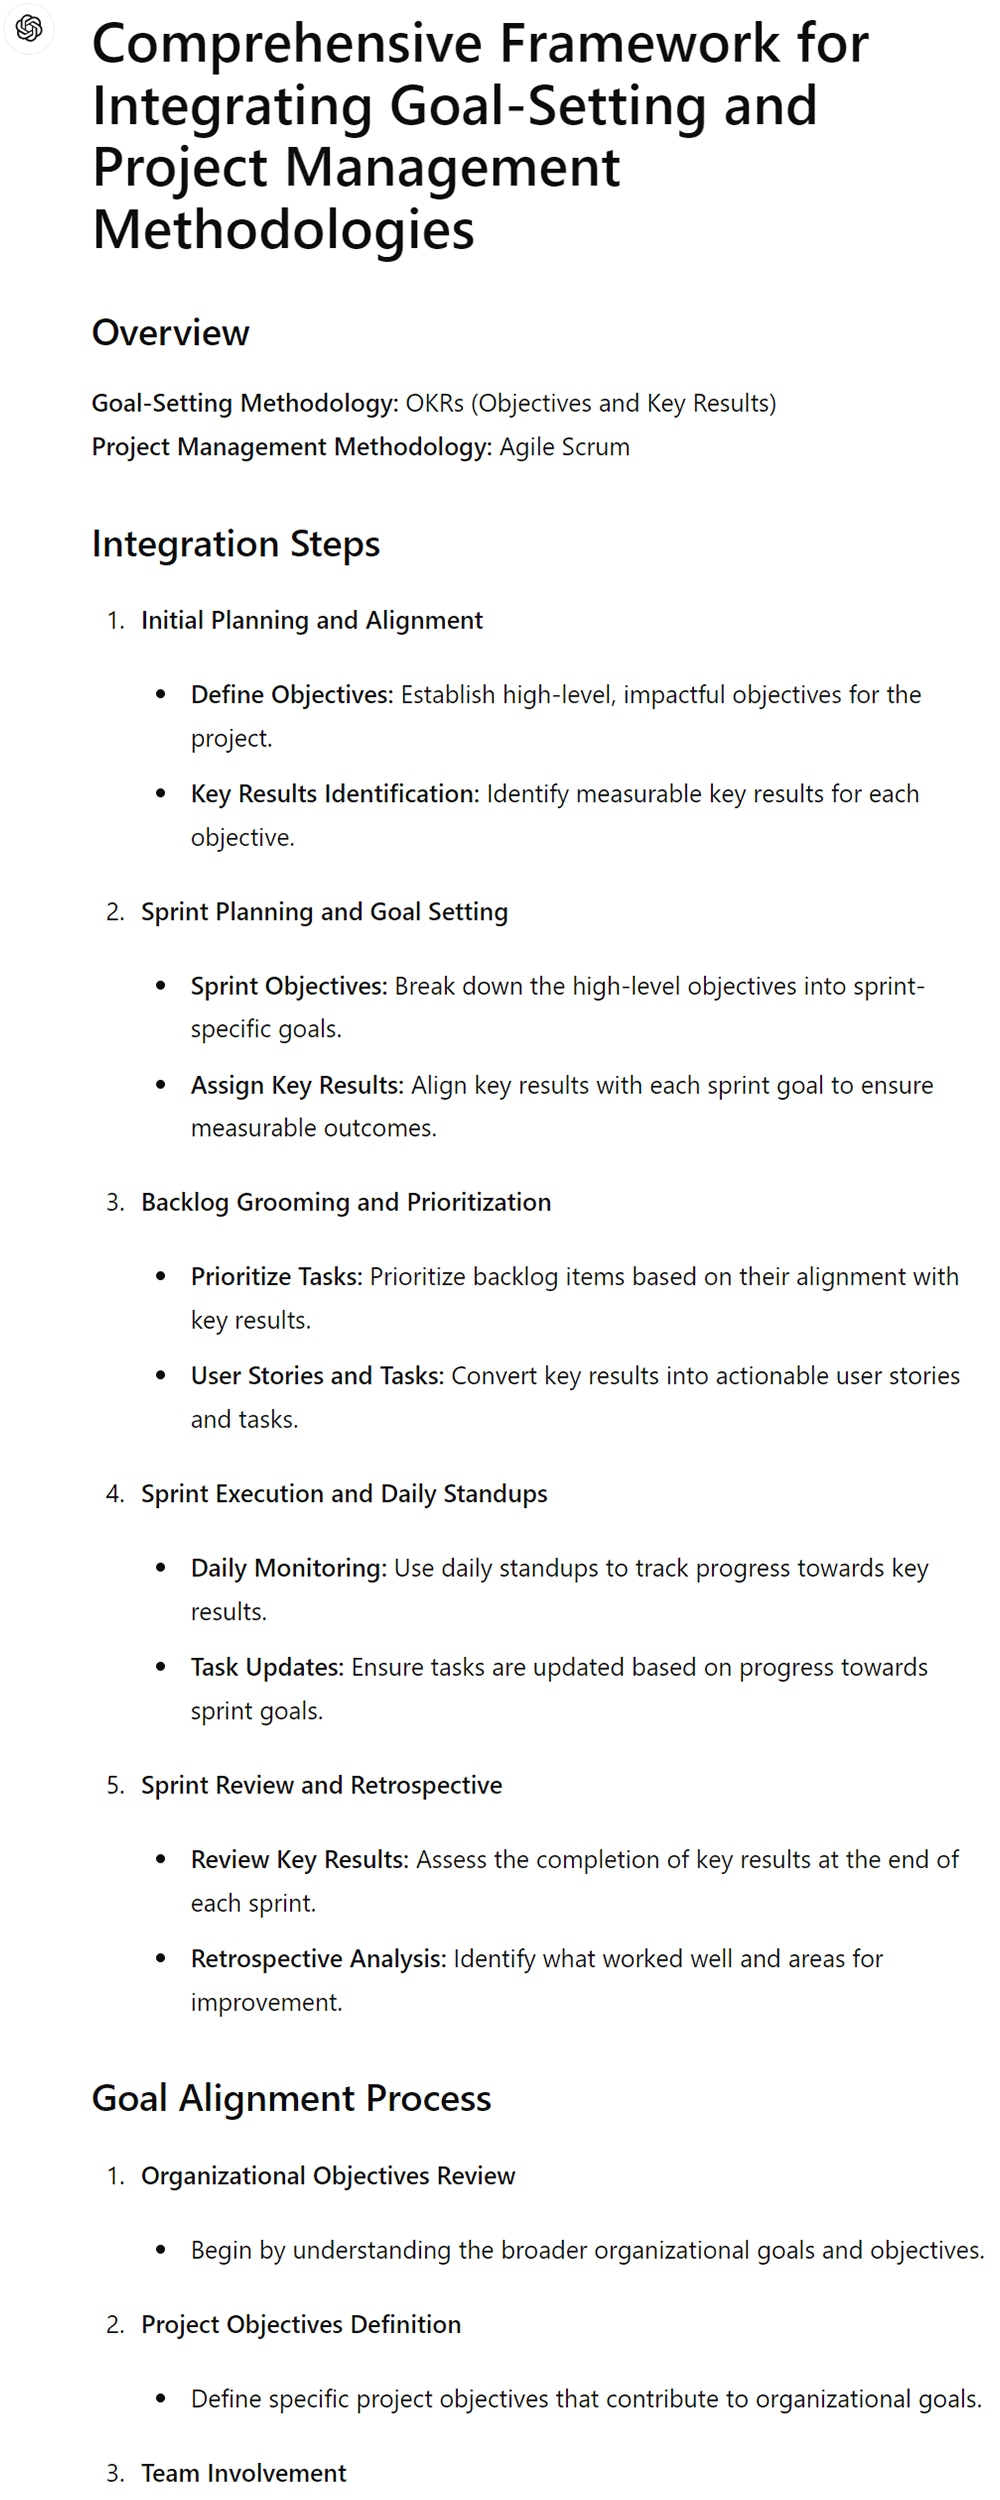 Comprehensive Framework for
Integrating Goal-Setting and
Project Management
Methodologies
Overview
Goal-Setting Methodology: OKRs (Objectives and Key Results)
Project Management Methodology: Agile Scrum
Integration Steps
1. Initial Planning and Alignment
• Define Objectives: Establish high-level, impactful objectives for the
project.
• Key Results Identification: Identify measurable key results for each
objective.
2. Sprint Planning and Goal Setting
• Sprint Objectives: Break down the high-level objectives into sprint-
specific goals.
• Assign Key Results: Align key results with each sprint goal to ensure
measurable outcomes.
3. Backlog Grooming and Prioritization
• Prioritize Tasks: Prioritize backlog items based on their alignment with
key results.
• User Stories and Tasks: Convert key results into actionable user stories
and tasks.
4. Sprint Execution and Daily Standups
• Daily Monitoring: Use daily standups to track progress towards key
results.
• Task Updates: Ensure tasks are updated based on progress towards
sprint goals.
5. Sprint Review and Retrospective
• Review Key Results: Assess the completion of key results at the end of
each sprint.
• Retrospective Analysis: Identify what worked well and areas for
improvement.
Goal Alignment Process
1. Organizational Objectives Review
• Begin by understanding the broader organizational goals and objectives.
2. Project Objectives Definition
• Define specific project objectives that contribute to organizational goals.
3. Team Involvement